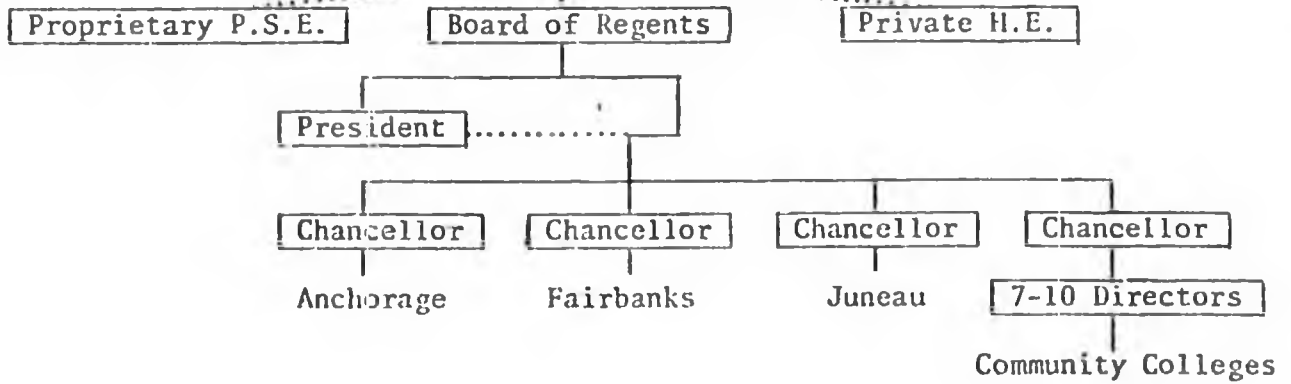 Proprietary P.S.E. Board of Regents Private H.E.
President
Chancellor Chancellor Chancellor Chancellor
Anchorage Fairbanks Juneau 7-10 Directors
Community Colleges